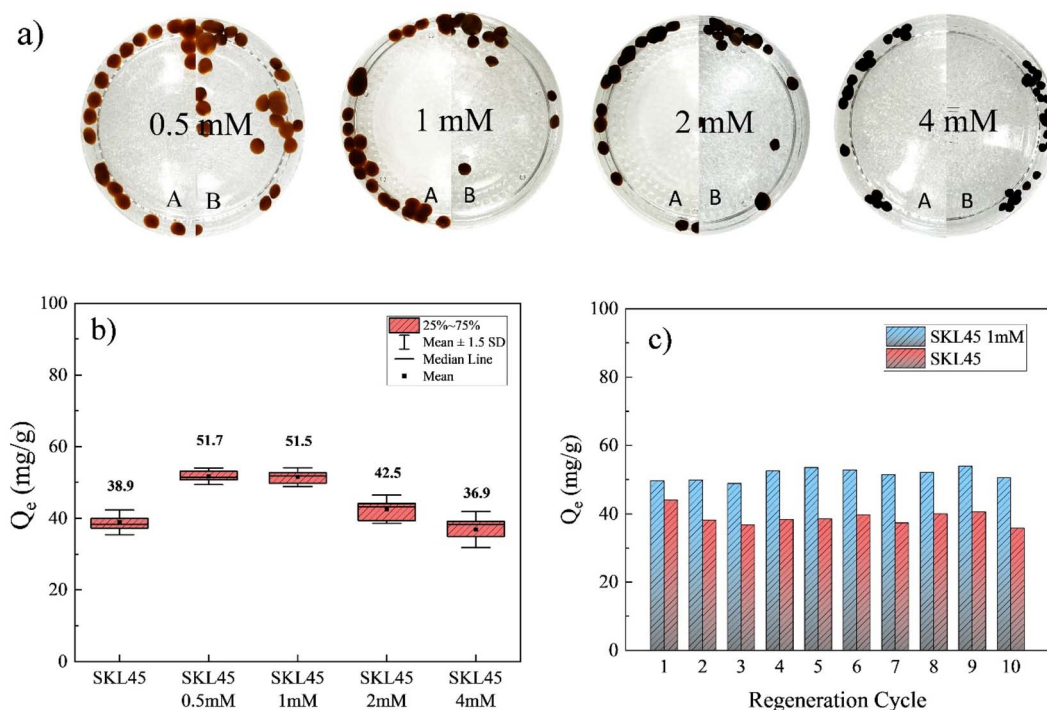 a)
0.5 mM
1 mM
2 mM
4 mM
A B
A B
A B
A B
b)
25%~75%
Mean ± 1.5 SD
Median Line
Mean
100
80
60
40
20
0
Qe (mg/g)
38.9
51.7
51.5
42.5
36.9
SKL45
SKL45
0.5mM
SKL45
1mM
SKL45
2mM
SKL45
4mM
c)
SKL45 1mM
SKL45
100
80
60
40
20
0
Qe (mg/g)
1 2 3 4 5 6 7 8 9 10
Regeneration Cycle